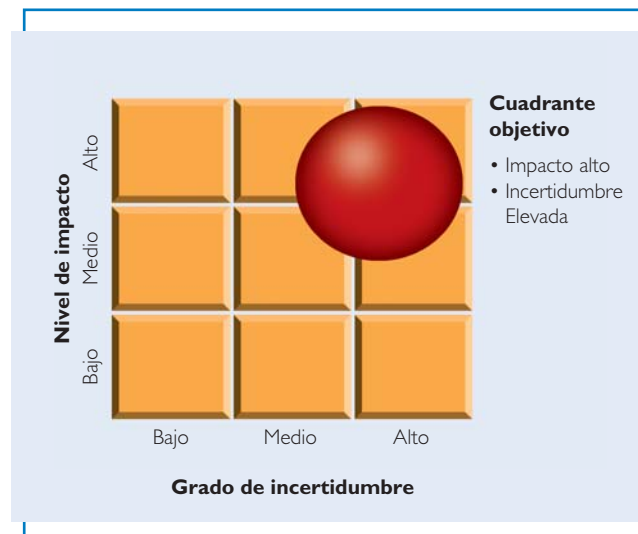 Cuadrante
objetivo
• Impacto alto
• Incertidumbre
Elevada
Nivel de impacto
Alto
Medio
Bajo
Bajo Medio Alto
Grado de incertidumbre